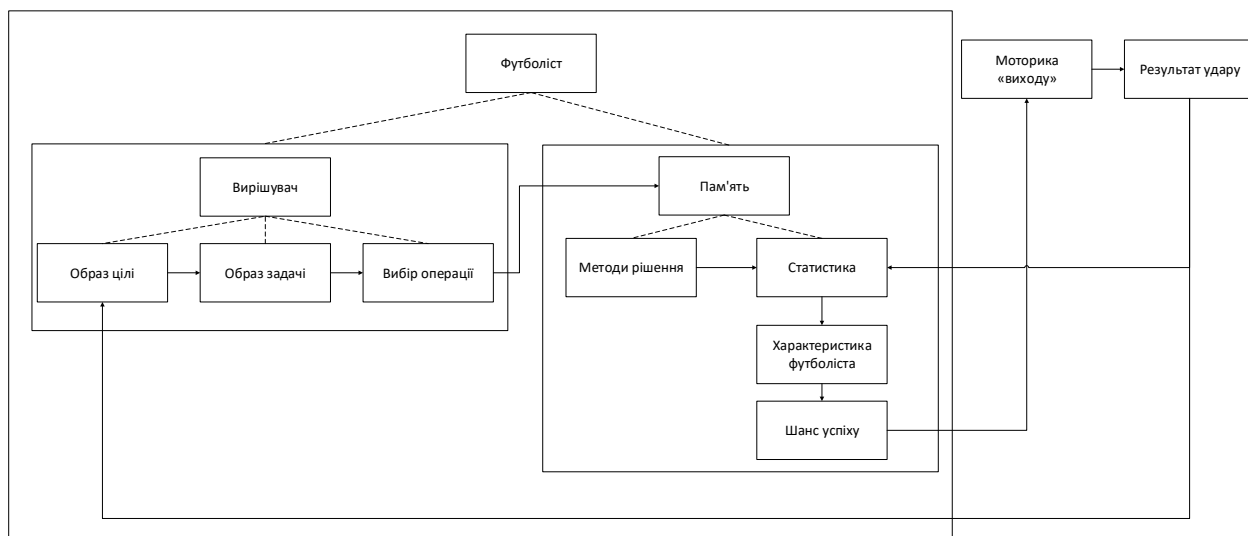 Футболіст
Моторика
«виходу»
Результат удару
Вирішувач
Пам'ять
Образ цілі
Образ задачі
Вибір операції
Методи рішення
Статистика
Характеристика
футболіста
Шанс успіху